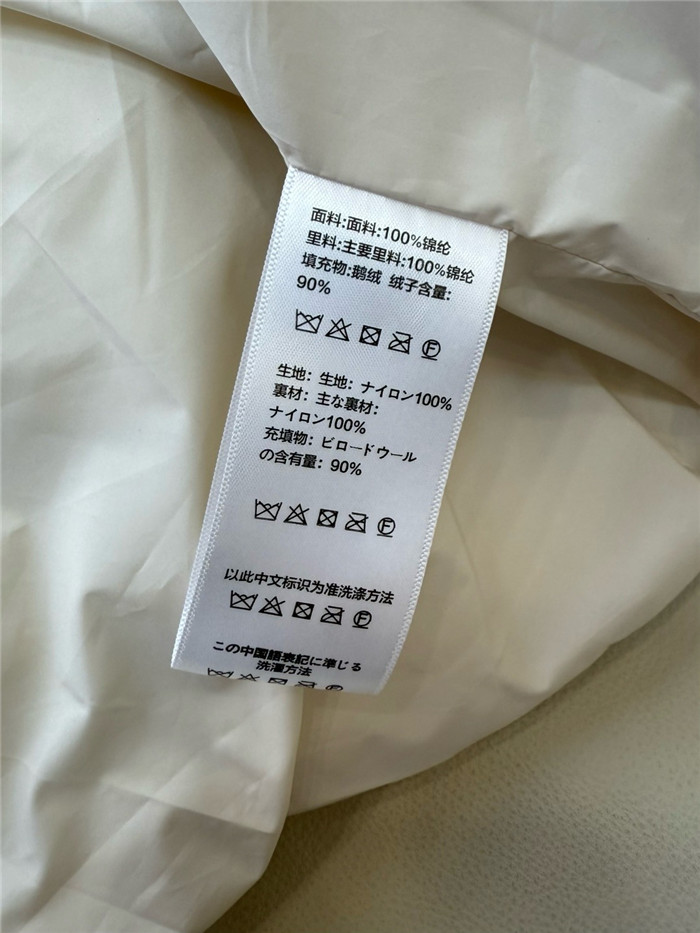 面料:面料:100%锦纶
里料:主要里料:100%锦纶
填充物:鹅绒 绒子含量:
90%
F
生地: 生地: ナイロン100%
裏材: 主な裏材:
ナイロン100%
充填物: ビロードウール
の含有量: 90%
F
以此中文标识为准洗涤方法
F
この中国語表記に準じる
洗濯方法